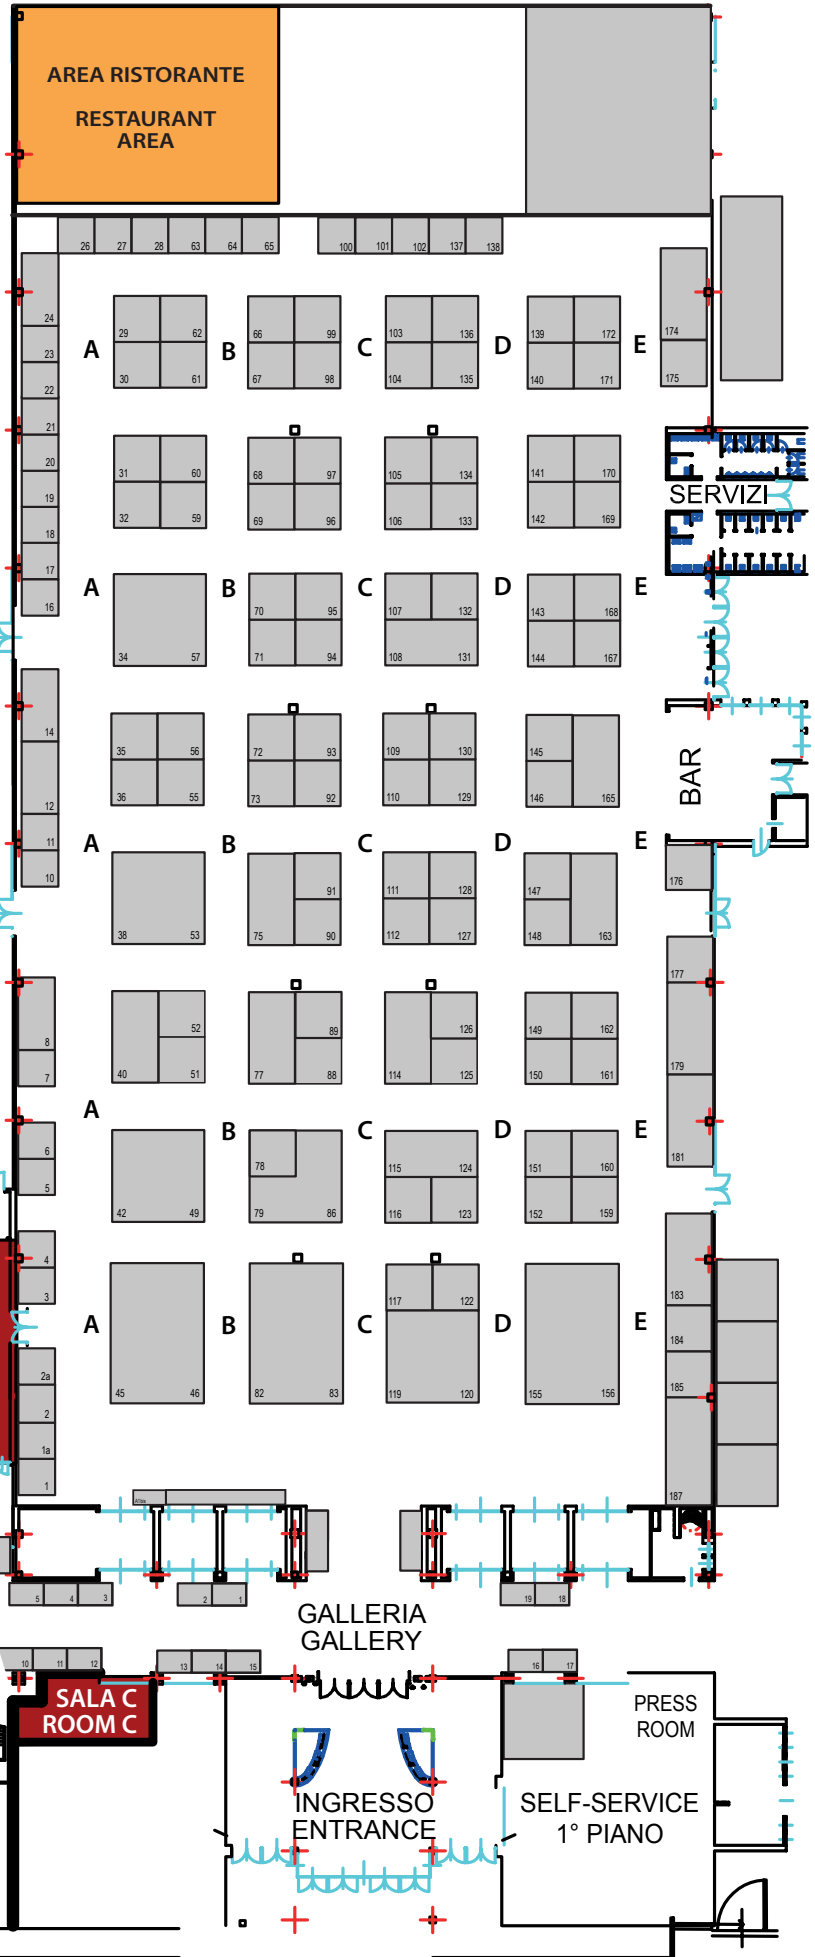 AREA RISTORANTE
RESTAURANT
AREA
26 27 28 63 64 65 100 101 102 137 138
24
23
22
21
20
19
18
17
16
174
175
29 62 66 99 103 136 139 172
A B C D E
30 61 67 98 104 135 140 171
31 60 68 97 105 134 141 170
32 59 69 96 106 133 142 169
SERVIZI
A B C D E
70 95 107 132 143 168
34 57 71 94 108 131 144 167
14
12
11
10
35 56 72 93 109 130 145
36 55 73 92 110 129 146 165
BAR
A B C D E
176
91 111 128 147
38 53 75 90 112 127 148 163
177
179
181
8
7
52 89 126 149 162
40 51 77 88 114 125 150 161
A B C D E
6
5
78 115 124 151 160
42 49 79 86 116 123 152 159
4
3
183
184
185
187
117 122
A B C D E
2a
2
1a
1
45 46 82 83 119 120 155 156
5 4 3 2 1 19 18
GALLERIA
GALLERY
10 11 12 13 14 15 16 17
SALA C
ROOM C
PRESS
ROOM
INGRESSO
ENTRANCE
SELF-SERVICE
1° PIANO